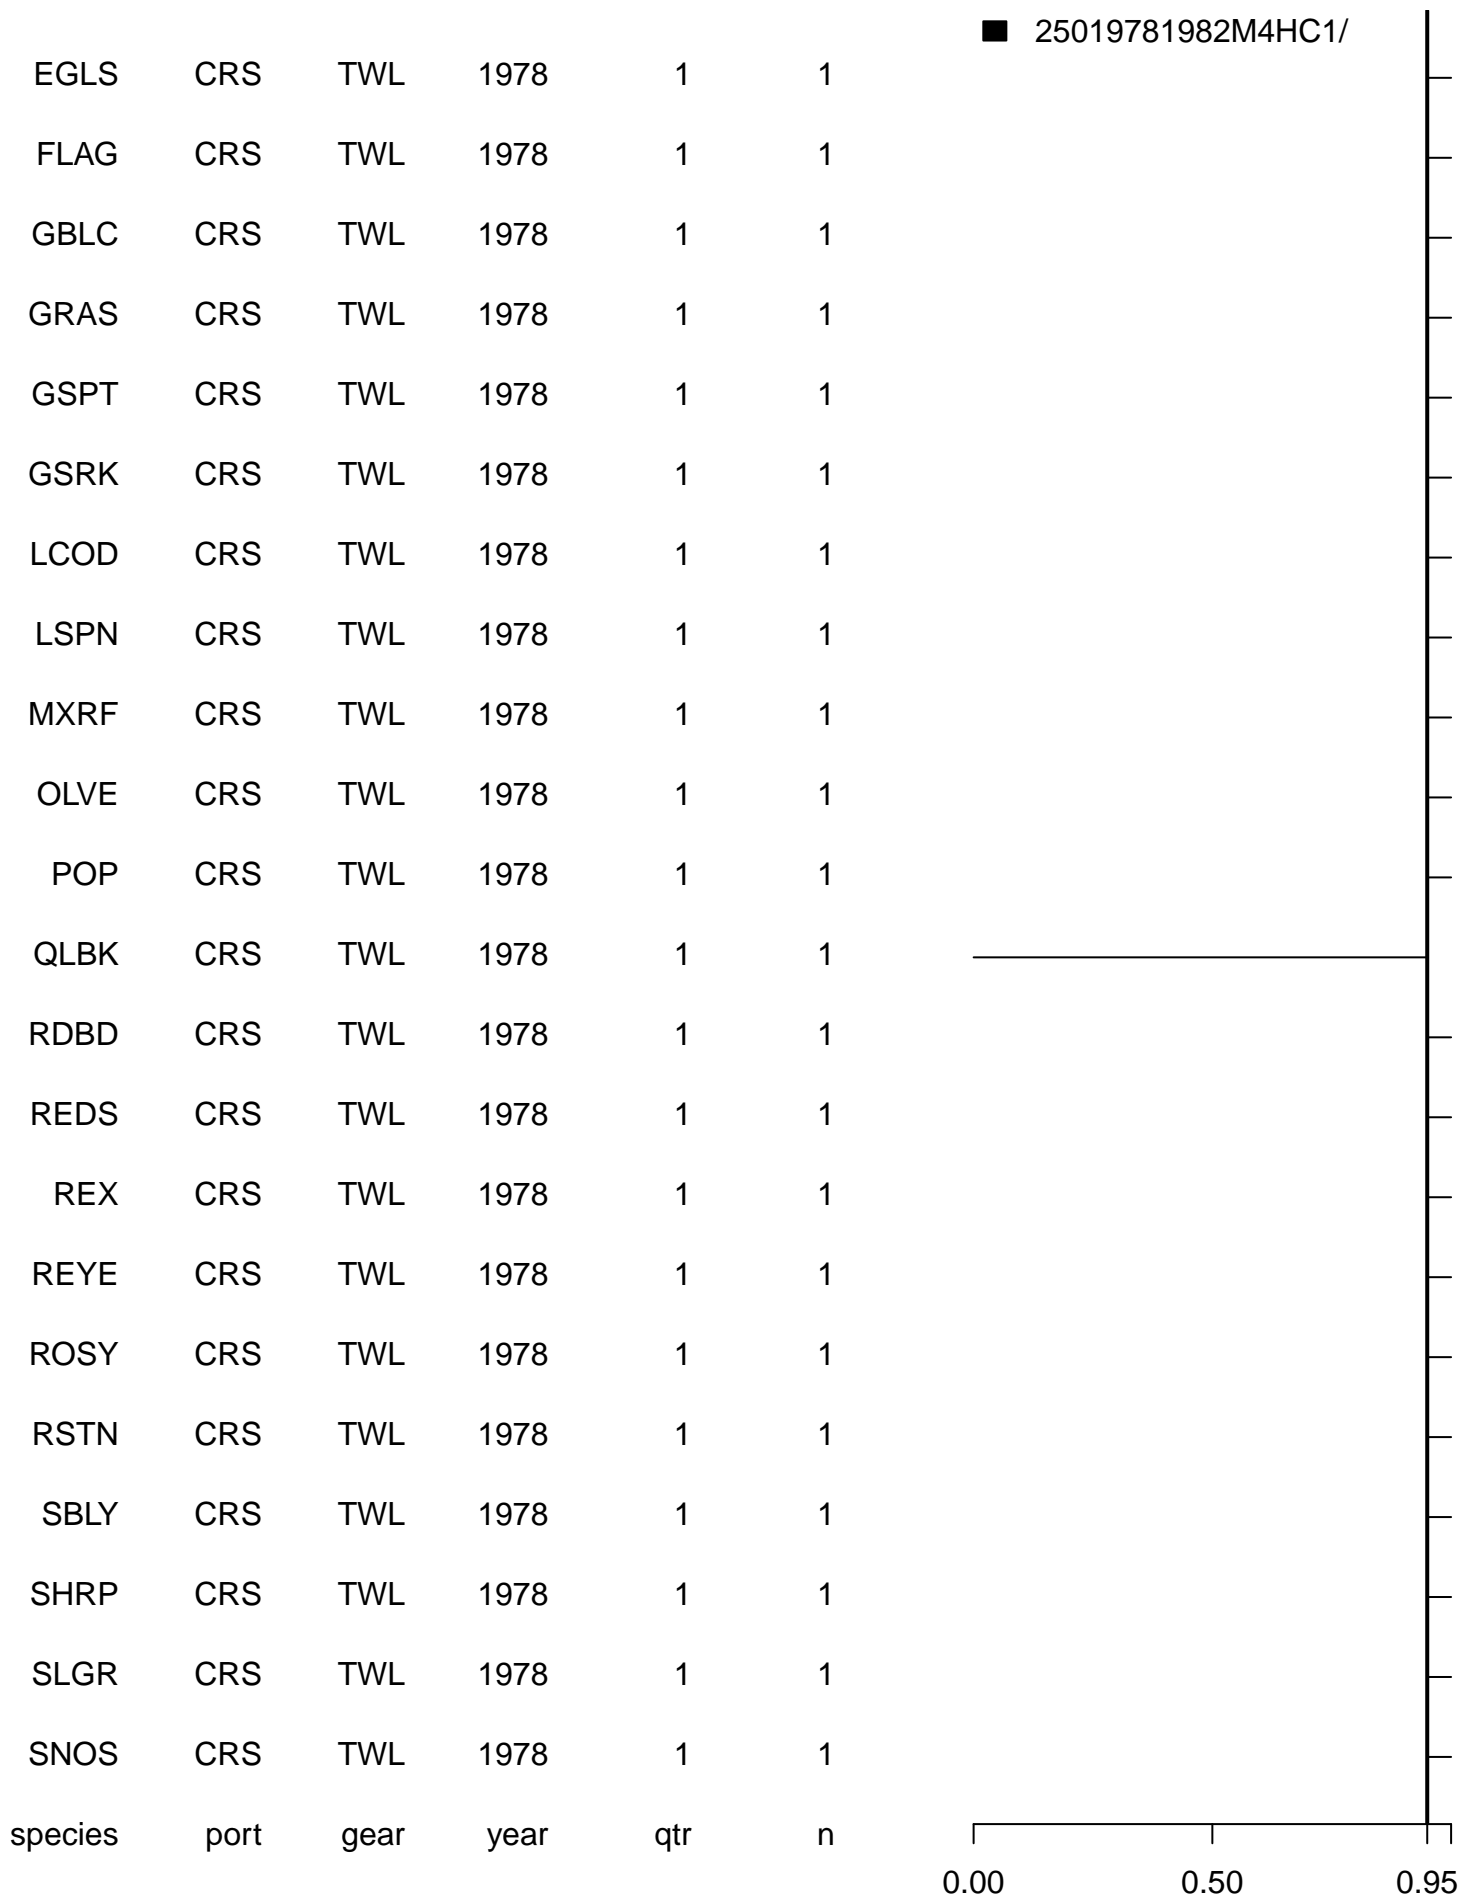 25019781982M4HC1/
EGLS CRS TWL 1978 1 1
FLAG CRS TWL 1978 1 1
GBLC CRS TWL 1978 1 1
GRAS CRS TWL 1978 1 1
GSPT CRS TWL 1978 1 1
GSRK CRS TWL 1978 1 1
LCOD CRS TWL 1978 1 1
LSPN CRS TWL 1978 1 1
MXRF CRS TWL 1978 1 1
OLVE CRS TWL 1978 1 1
POP CRS TWL 1978 1 1
QLBK CRS TWL 1978 1 1
RDBD CRS TWL 1978 1 1
REDS CRS TWL 1978 1 1
REX CRS TWL 1978 1 1
REYE CRS TWL 1978 1 1
ROSY CRS TWL 1978 1 1
RSTN CRS TWL 1978 1 1
SBLY CRS TWL 1978 1 1
SHRP CRS TWL 1978 1 1
SLGR CRS TWL 1978 1 1
SNOS CRS TWL 1978 1 1
species port gear year qtr n
0.00 0.50 0.95